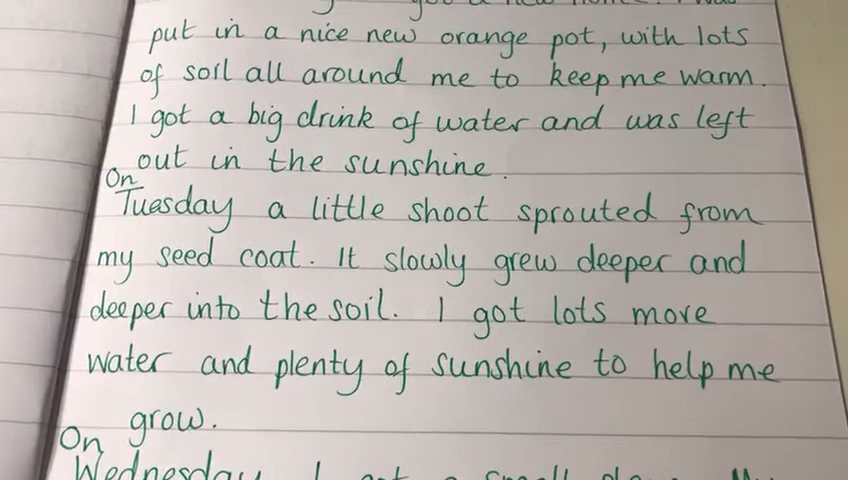 put in a nice new orange pot, with lots
of soil all around me to keep me warm.
I got a big drink of water and was left
out in the sunshine.
On
Tuesday a little shoot sprouted from
my seed coat. It slowly grew deeper and
deeper into the soil. I got lots more
water and plenty of sunshine to help me
grow.
On
Wednesday I